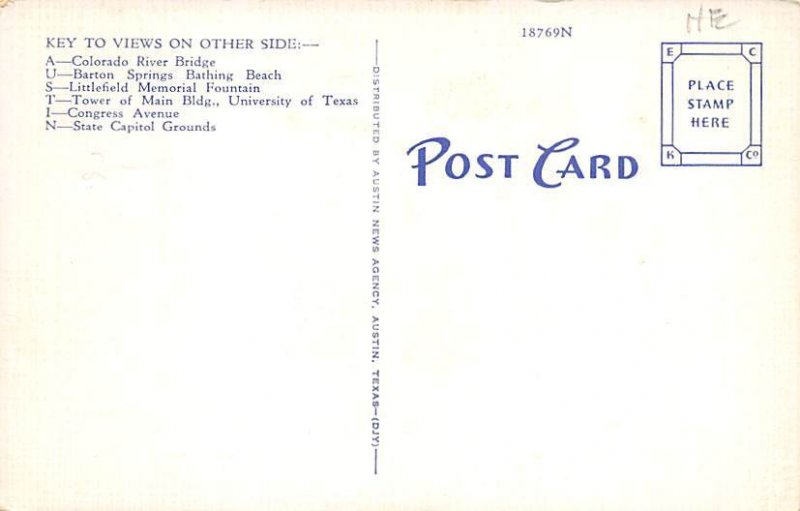 KEY TO VIEWS ON OTHER SIDE:—
A—Colorado River Bridge
U—Barton Springs Bathing Beach
S—Littlefield Memorial Fountain
T—Tower of Main Bldg., University of Texas
I—Congress Avenue
N—State Capitol Grounds
2
DISTRIBUTED BY AUSTIN NEWS AGENCY, AUSTIN, TEXAS—(DJY)
18769N
POST CARD
HE
E C
PLACE
STAMP
HERE
K Co